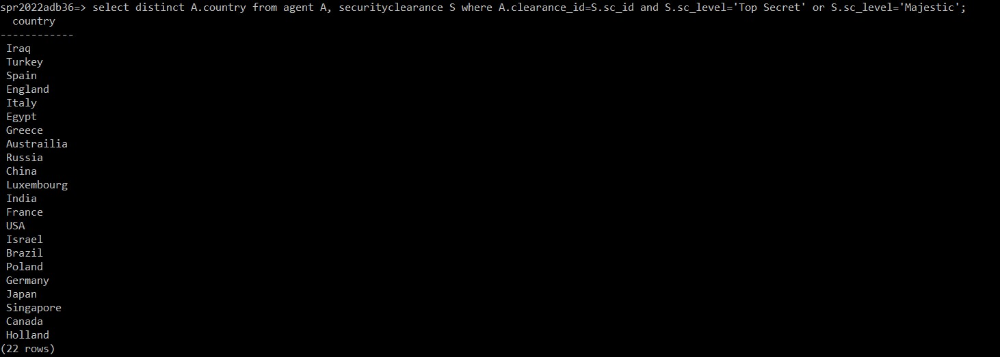 spr2022adb36=> select distinct A.country from agent A, securityclearance S where A.clearance_id=S.sc_id and S.sc_level='Top Secret' or S.sc_level='Majestic';
country
------------
Iraq
Turkey
Spain
England
Italy
Egypt
Greece
Austrailia
Russia
China
Luxembourg
India
France
USA
Israel
Brazil
Poland
Germany
Japan
Singapore
Canada
Holland
(22 rows)